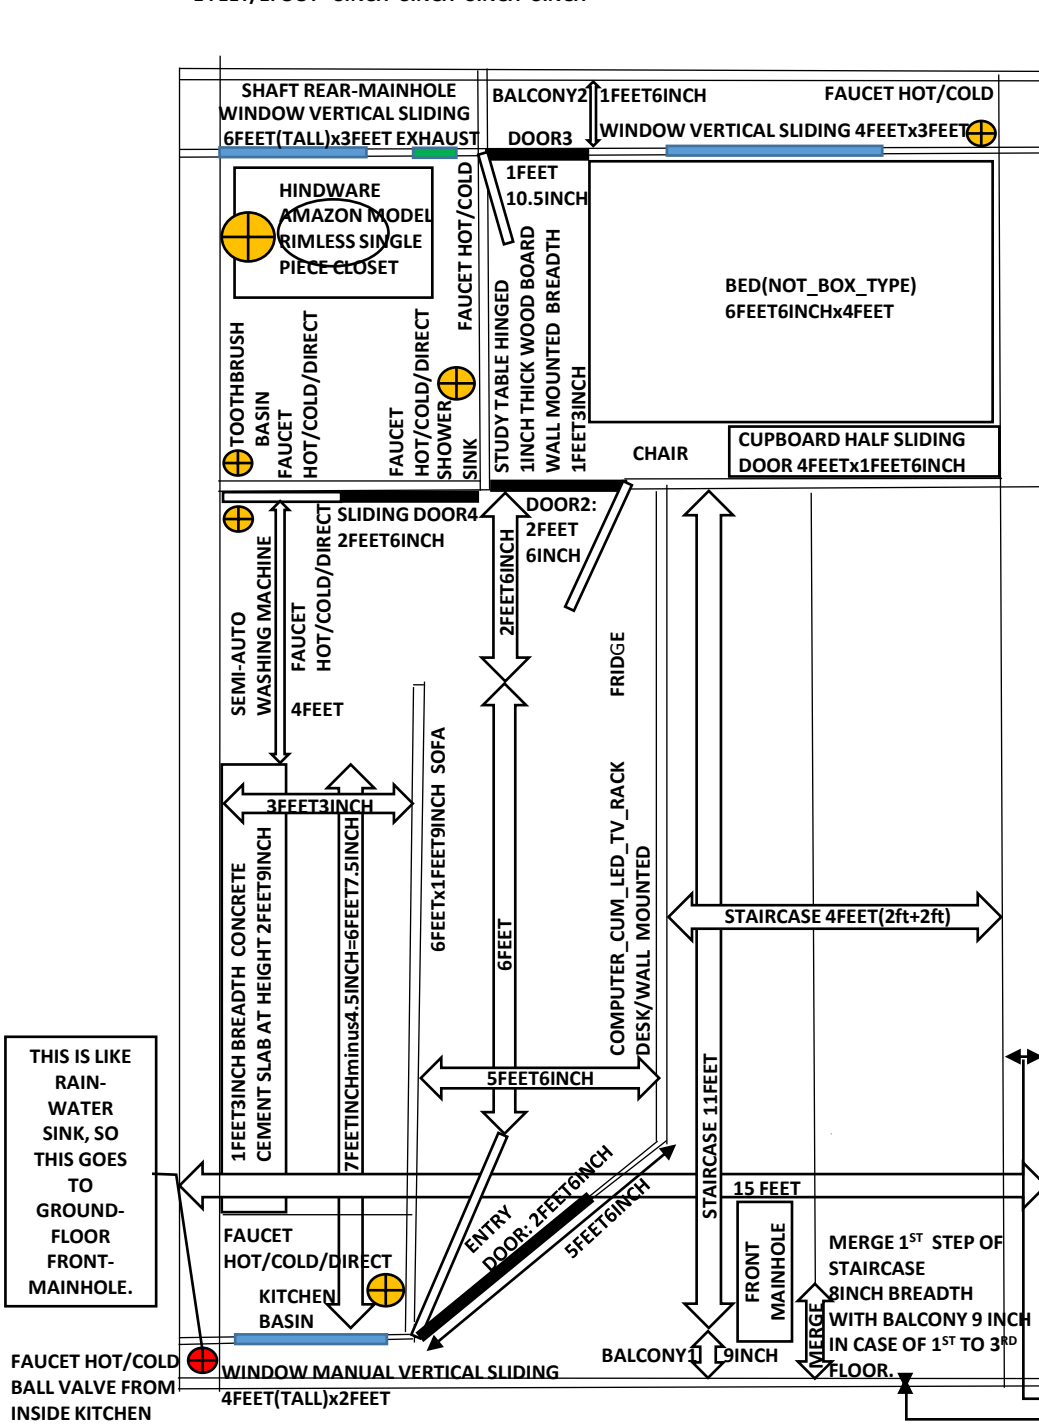 SHAFT REAR-MAINHOLE
WINDOW VERTICAL SLIDING
6FEET(TALL)x3FEET EXHAUST
BALCONY2
1FEET6INCH
FAUCET HOT/COLD
DOOR3
WINDOW VERTICAL SLIDING 4FEETx3FEET
HINDWARE
AMAZON MODEL
RIMLESS SINGLE
PIECE CLOSET
FAUCET HOT/COLD
1FEET
10.5INCH
STUDY TABLE HINGED
1INCH THICK WOOD BOARD
WALL MOUNTED BREADTH
1FEET3INCH
BED(NOT_BOX_TYPE)
6FEET6INCHx4FEET
TOOTHBRUSH
BASIN
FAUCET
HOT/COLD/DIRECT
FAUCET
HOT/COLD/DIRECT
SHOWER
SINK
CHAIR
CUPBOARD HALF SLIDING
DOOR 4FEETx1FEET6INCH
SLIDING DOOR4
2FEET6INCH
DOOR2:
2FEET
6INCH
2FEET6INCH
SEMI-AUTO
WASHING MACHINE
FAUCET
HOT/COLD/DIRECT
4FEET
FRIDGE
3FEET3INCH
6FEETx1FEET9INCH SOFA
6FEET
COMPUTER_CUM_LED_TV_RACK
DESK/WALL MOUNTED
1FEET3INCH BREADTH CONCRETE
CEMENT SLAB AT HEIGHT 2FEET9INCH
7FEETINCHminus4.5INCH=6FEET7.5INCH
STAIRCASE 4FEET(2ft+2ft)
STAIRCASE 11FEET
5FEET6INCH
THIS IS LIKE
RAIN-
WATER
SINK, SO
THIS GOES
TO
GROUND-
FLOOR
FRONT-
MAINHOLE.
15 FEET
ENTRY
DOOR: 2FEET6INCH
5FEET6INCH
FAUCET
HOT/COLD/DIRECT
KITCHEN
BASIN
FRONT
MAINHOLE
MERGE
MERGE 1ST STEP OF
STAIRCASE
8INCH BREADTH
WITH BALCONY 9 INCH
IN CASE OF 1ST TO 3RD
FLOOR.
BALCONY1
9INCH
FAUCET HOT/COLD
BALL VALVE FROM
INSIDE KITCHEN
WINDOW MANUAL VERTICAL SLIDING
4FEET(TALL)x2FEET